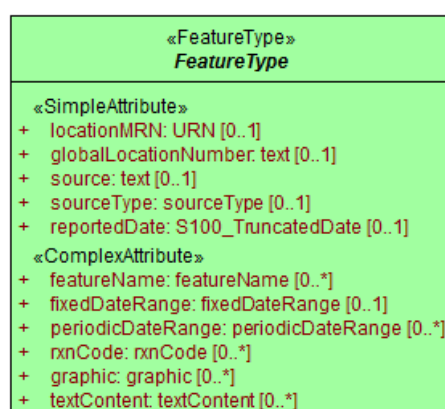 «FeatureType»
FeatureType
«SimpleAttribute»
+ locationMRN: URN [0..1]
+ globalLocationNumber: text [0..1]
+ source: text [0..1]
+ sourceType: sourceType [0..1]
+ reportedDate: S100_TruncatedDate [0..1]
«ComplexAttribute»
+ featureName: featureName [0..*]
+ fixedDateRange: fixedDateRange [0..1]
+ periodicDateRange: periodicDateRange [0..*]
+ rxnCode: rxnCode [0..*]
+ graphic: graphic [0..*]
+ textContent: textContent [0..*]